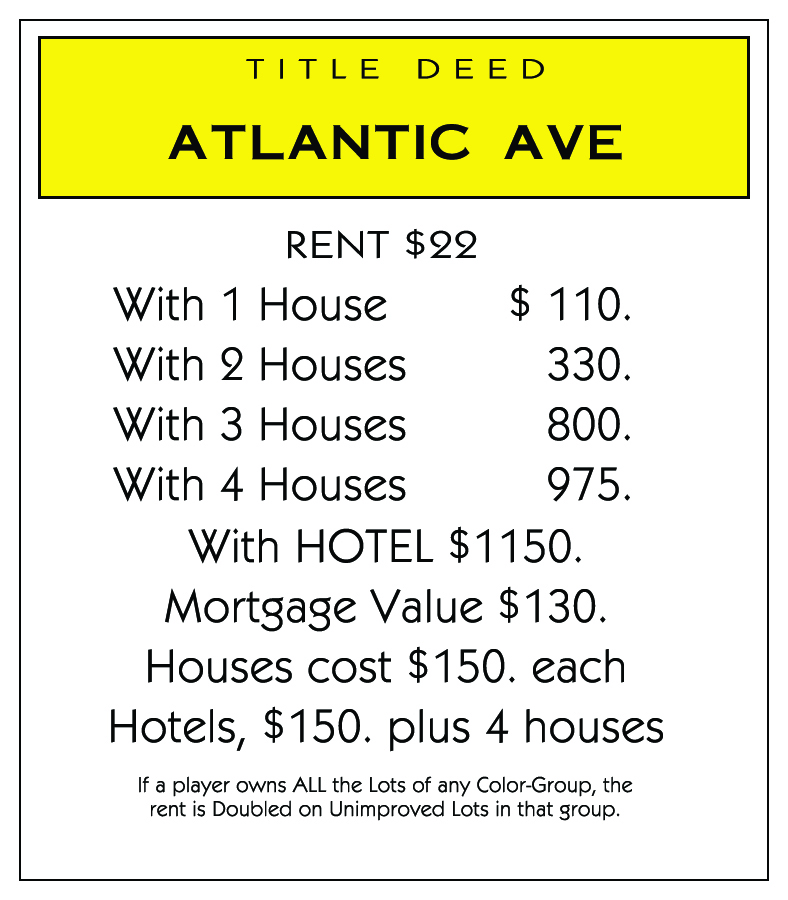 TITLE DEED
ATLANTIC AVE
RENT $22
With 1 House $ 110.
With 2 Houses 330.
With 3 Houses 800.
With 4 Houses 975.
With HOTEL $1150.
Mortgage Value $130.
Houses cost $150. each
Hotels, $150. plus 4 houses
If a player owns ALL the Lots of any Color-Group, the
rent is Doubled on Unimproved Lots in that group.